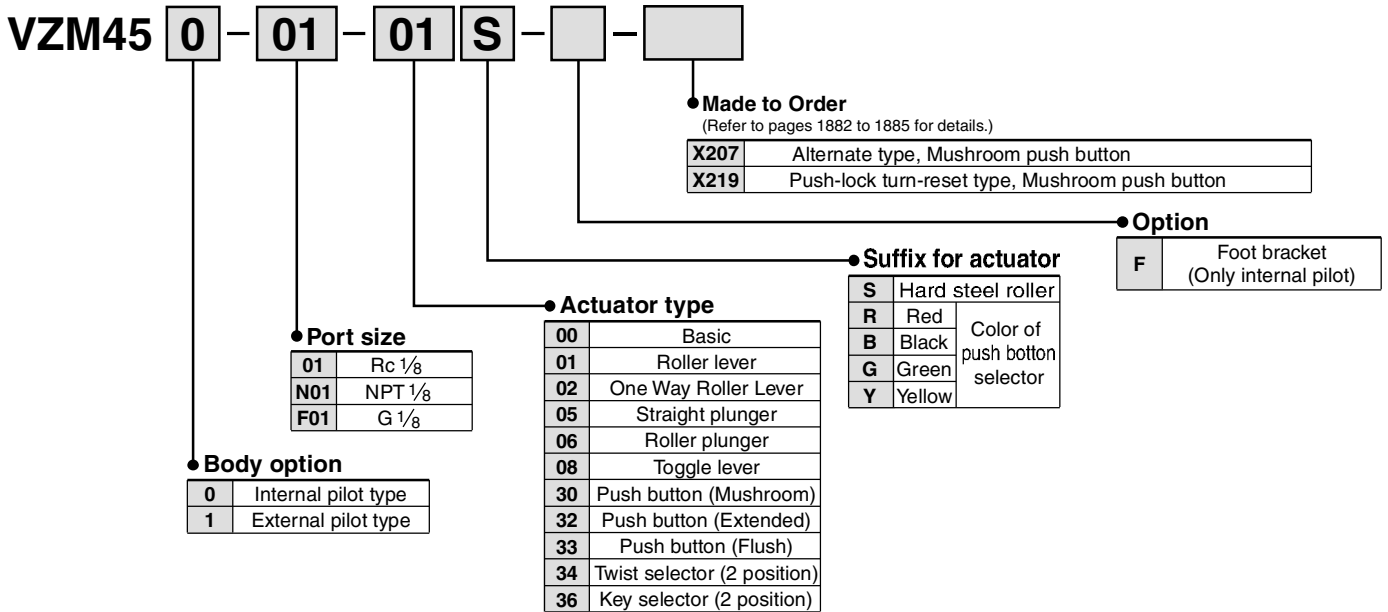 VZM45 0 – 01 – 01 S – –
Made to Order
(Refer to pages 1882 to 1885 for details.)
X207 Alternate type, Mushroom push button
X219 Push-lock turn-reset type, Mushroom push button
Option
F Foot bracket
(Only internal pilot)
Suffix for actuator
S Hard steel roller
R Red
B Black
G Green
Y Yellow
Color of
push botton
selector
Actuator type
00 Basic
01 Roller lever
02 One Way Roller Lever
05 Straight plunger
06 Roller plunger
08 Toggle lever
30 Push button (Mushroom)
32 Push button (Extended)
33 Push button (Flush)
34 Twist selector (2 position)
36 Key selector (2 position)
Port size
01 Rc 1⁄8
N01 NPT 1⁄8
F01 G 1⁄8
Body option
0 Internal pilot type
1 External pilot type